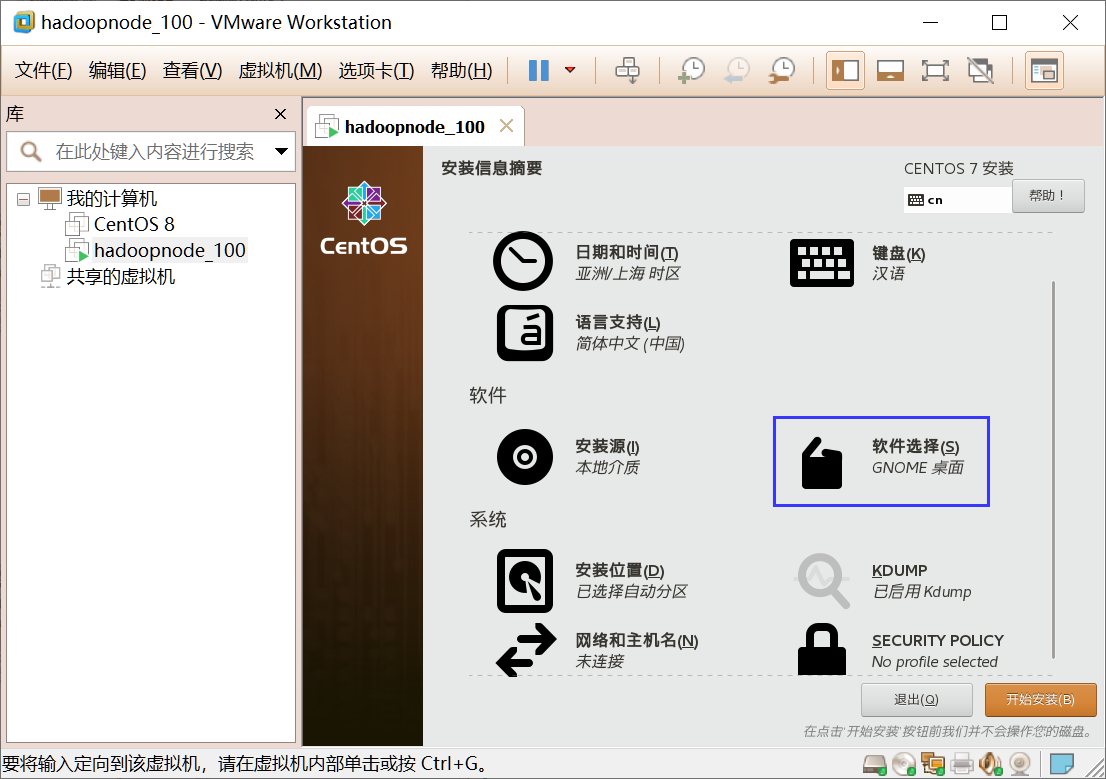 hadoopnode_100 - VMware Workstation
文件(F) 编辑(E) 查看(V) 虚拟机(M) 选项卡(T) 帮助(H)
库
在此处键入内容进行搜索
我的计算机
CentOS 8
hadoopnode_100
共享的虚拟机
hadoopnode_100
CentOS
安装信息摘要
CENTOS 7 安装
cn
帮助！
日期和时间(T)
亚洲/上海 时区
键盘(K)
汉语
语言支持(L)
简体中文 (中国)
软件
安装源(I)
本地介质
软件选择(S)
GNOME 桌面
系统
安装位置(D)
已选择自动分区
KDUMP
已启用 Kdump
网络和主机名(N)
未连接
SECURITY POLICY
No profile selected
退出(Q)
开始安装(B)
在点击'开始安装'按钮前我们并不会操作您的磁盘。
要将输入定向到该虚拟机，请在虚拟机内部单击或按 Ctrl+G。